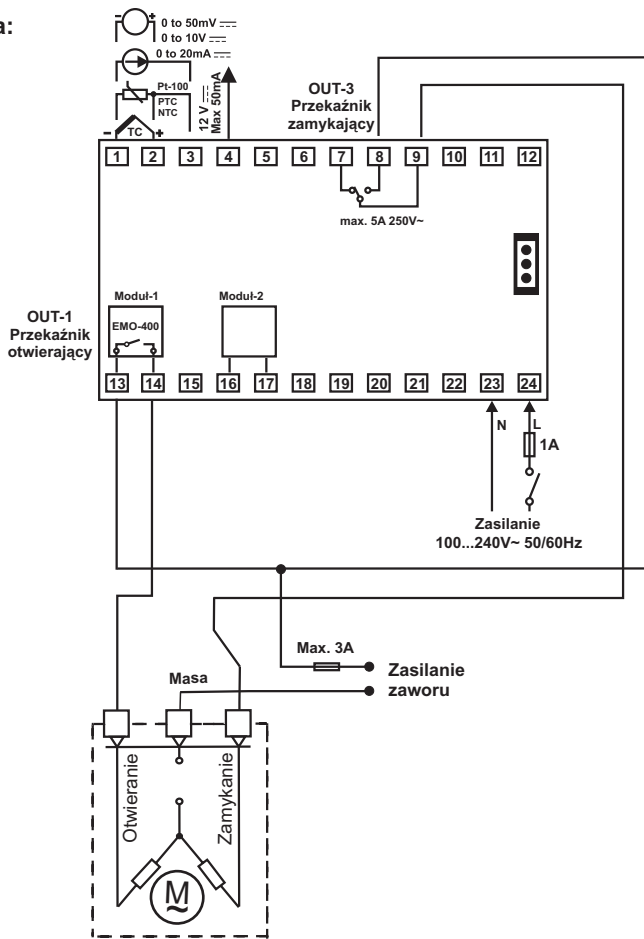 a:
0 to 50mV
0 to 10V
0 to 20mA
Pt-100
PTC
NTC
TC
- +
12 V
Max 50mA
OUT-3
Przekaźnik
zamykający
1 2 3 4 5 6 7 8 9 10 11 12
max. 5A 250V~
Moduł-1
EMO-400
Moduł-2
OUT-1
Przekaźnik
otwierający
13 14 15 16 17 18 19 20 21 22 23 24
N
L
1A
Zasilanie
100...240V~ 50/60Hz
Max. 3A
Zasilanie
zaworu
Masa
Otwieranie
Zamykanie
M
~